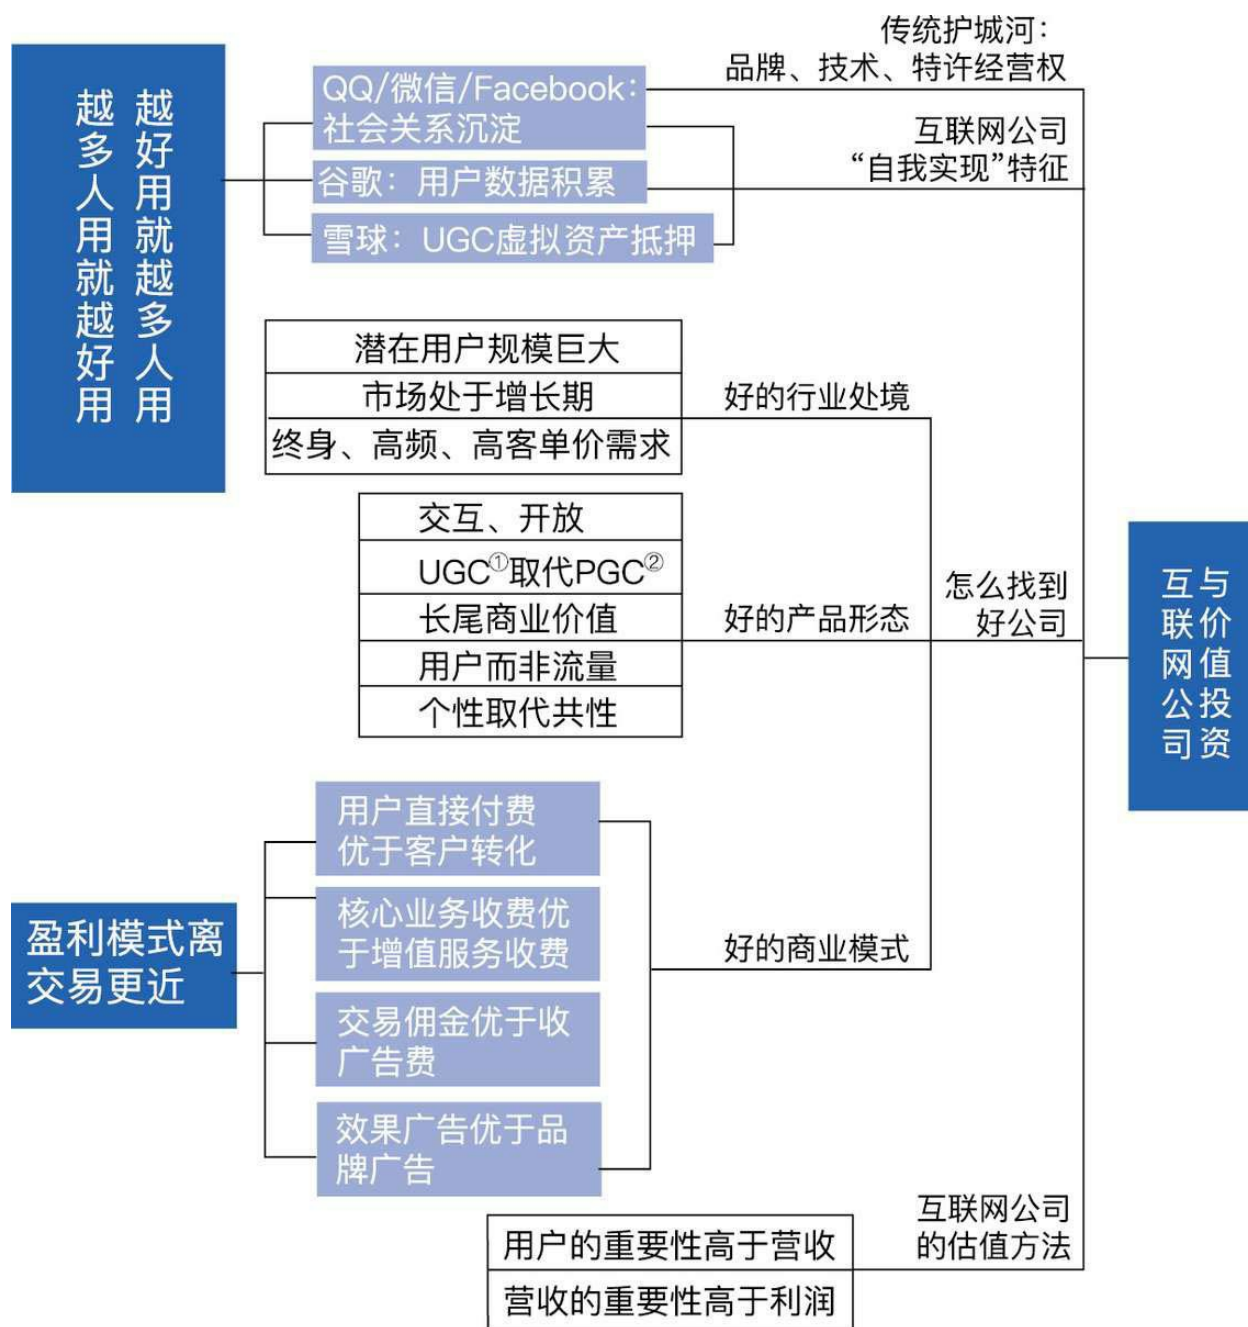 传统护城河：
品牌、技术、特许经营权
越好用就越多人用
越多人用就越好用
QQ/微信/Facebook：
社会关系沉淀
互联网公司
“自我实现”特征
谷歌：用户数据积累
雪球：UGC虚拟资产抵押
潜在用户规模巨大
市场处于增长期
终身、高频、高客单价需求
好的行业处境
交互、开放
UGC①取代PGC②
长尾商业价值
用户而非流量
个性取代共性
好的产品形态
怎么找到
好公司
互联网公司
与价值投资
用户直接付费
优于客户转化
核心业务收费优
于增值服务收费
交易佣金优于收
广告费
效果广告优于品
牌广告
盈利模式离
交易更近
好的商业模式
互联网公司
的估值方法
用户的重要性高于营收
营收的重要性高于利润